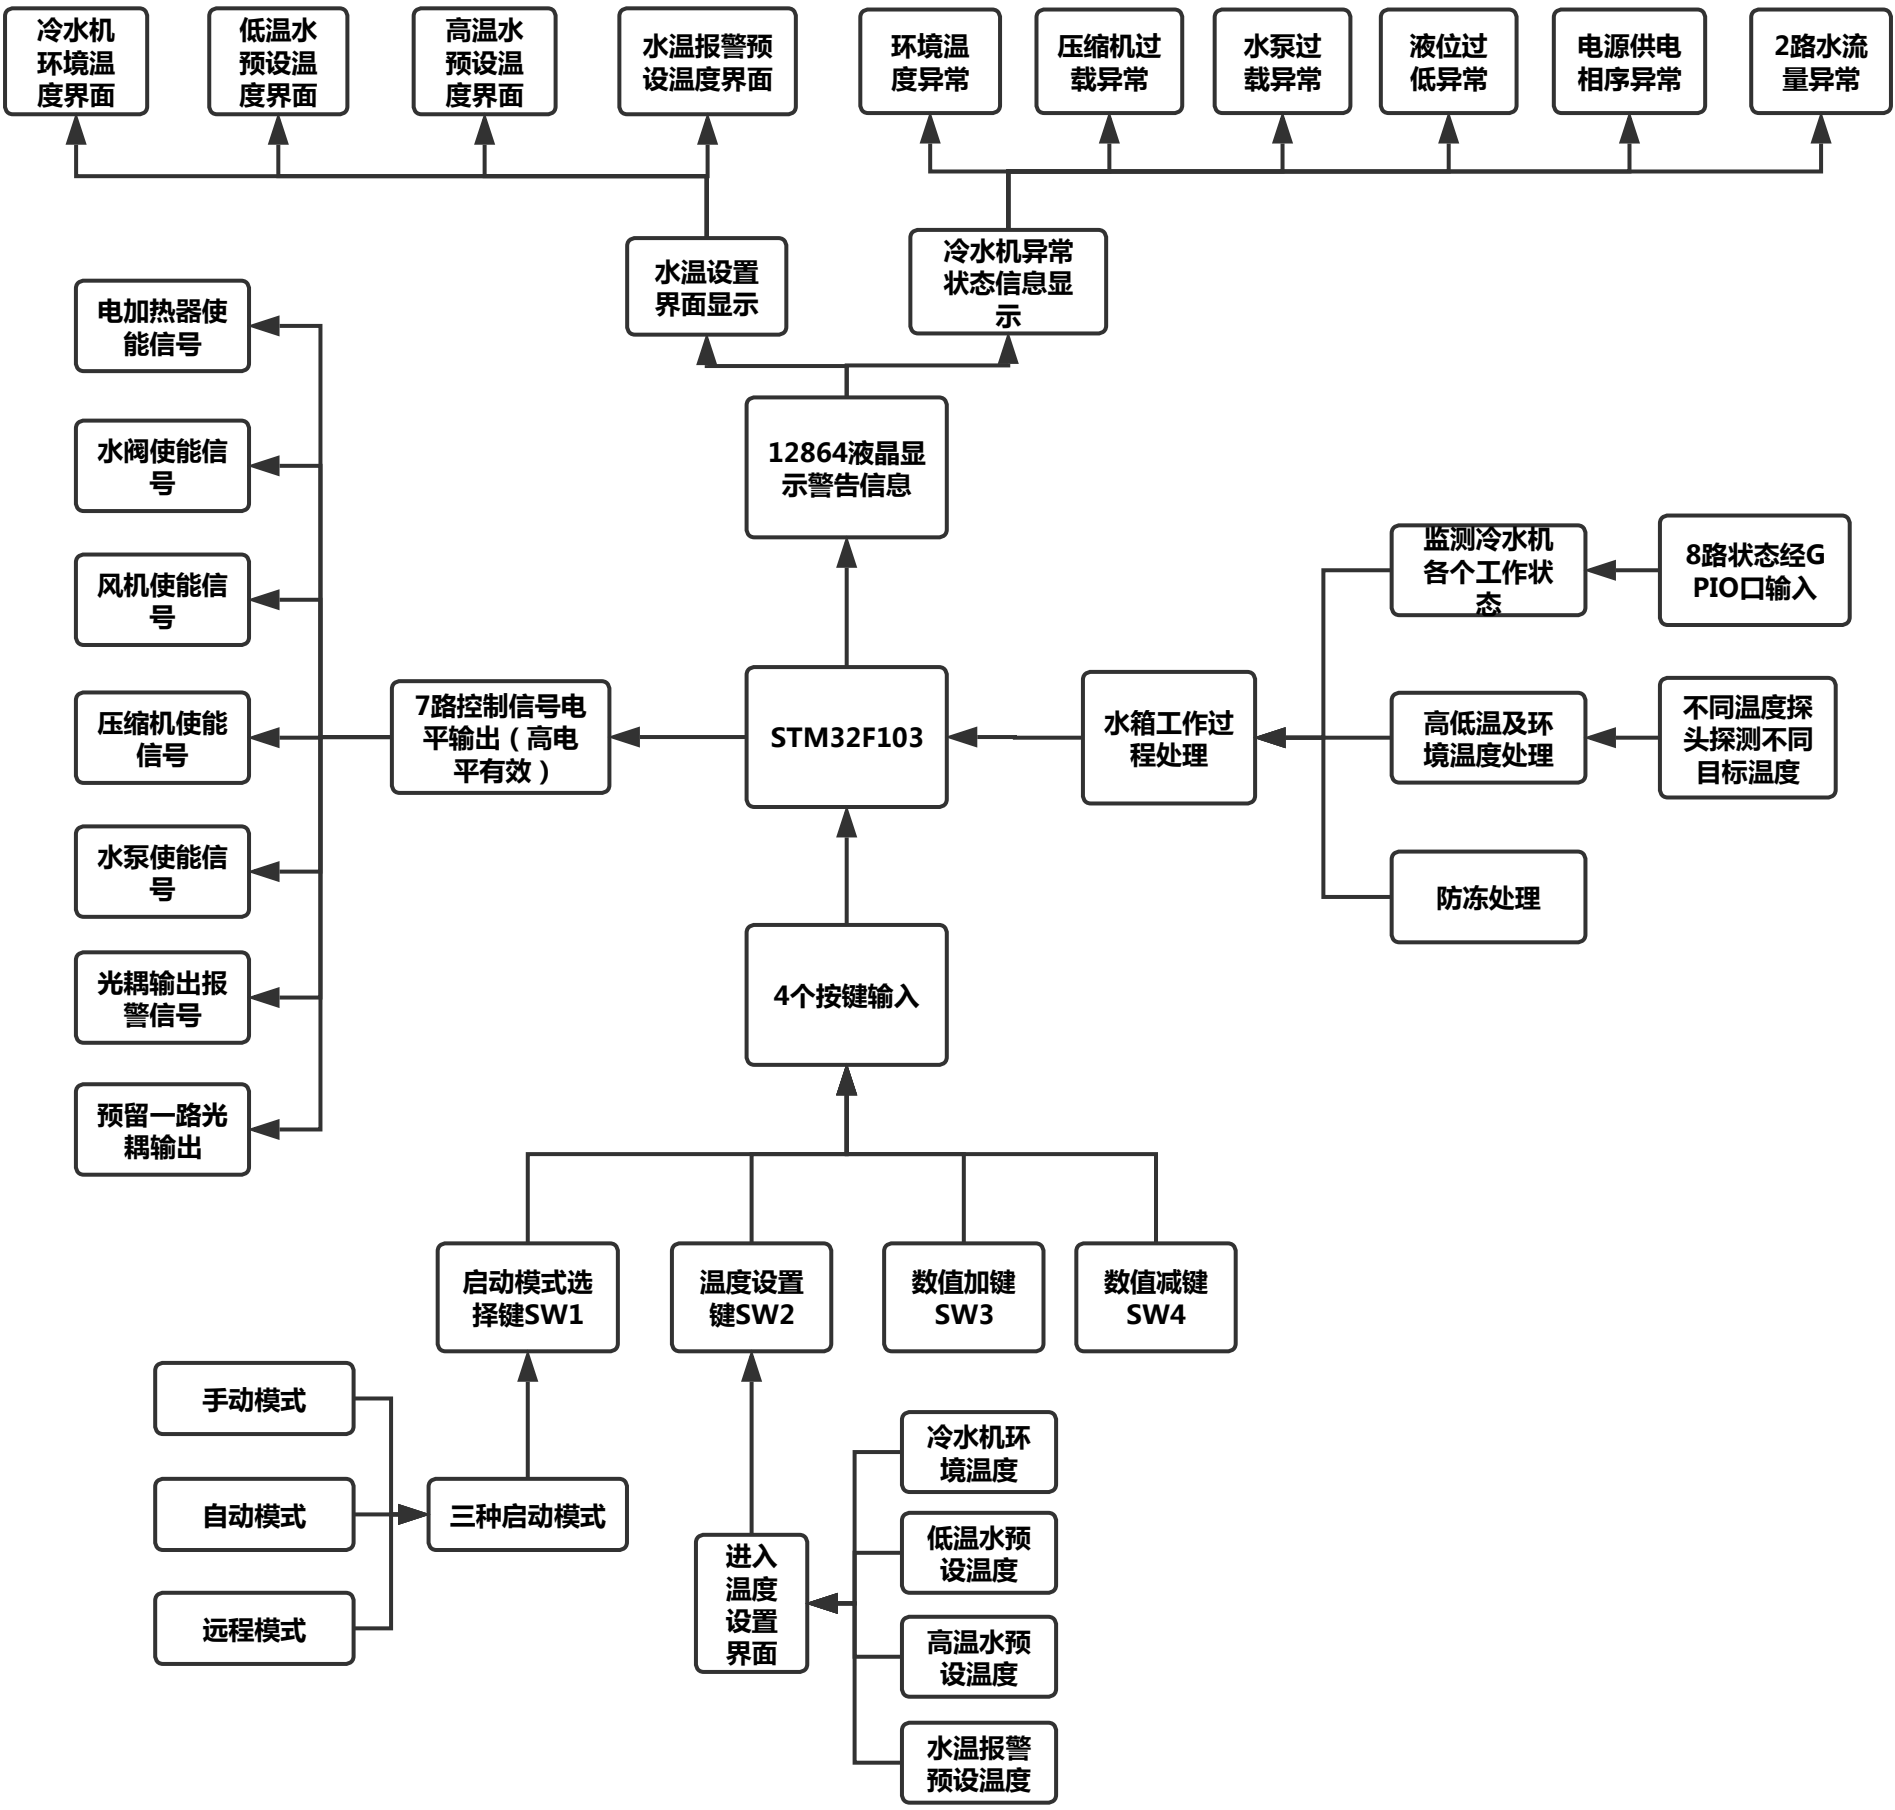 冷水机
环境温
度界面
低温水
预设温
度界面
高温水
预设温
度界面
水温报警预
设温度界面
环境温
度异常
压缩机过
载异常
水泵过
载异常
液位过
低异常
电源供电
相序异常
2路水流
量异常
水温设置
界面显示
冷水机异常
状态信息显
示
电加热器使
能信号
水阀使能信
号
风机使能信
号
压缩机使能
信号
水泵使能信
号
光耦输出报
警信号
预留一路光
耦输出
12864液晶显
示警告信息
7路控制信号电
平输出（高电
平有效）
STM32F103
水箱工作过
程处理
监测冷水机
各个工作状
态
8路状态经G
PIO口输入
高低温及环
境温度处理
不同温度探
头探测不同
目标温度
防冻处理
4个按键输入
启动模式选
择键SW1
温度设置
键SW2
数值加键
SW3
数值减键
SW4
手动模式
自动模式
远程模式
三种启动模式
进入
温度
设置
界面
冷水机环
境温度
低温水预
设温度
高温水预
设温度
水温报警
预设温度